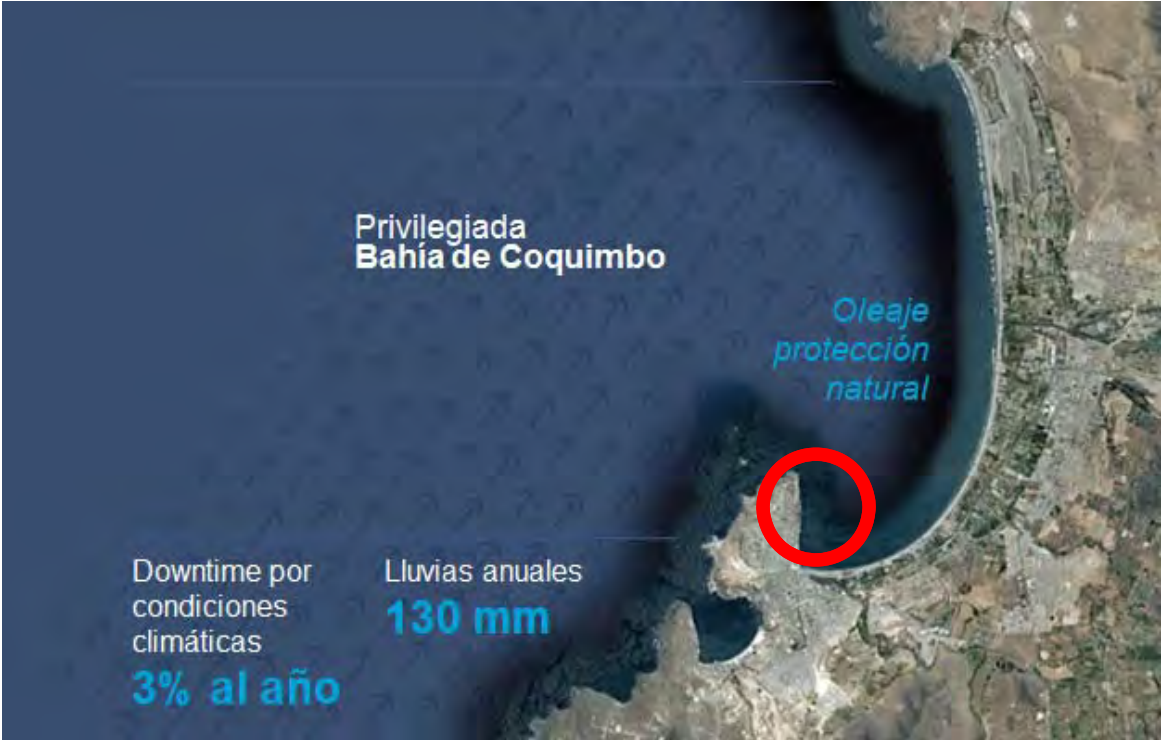 Privilegiada
Bahía de Coquimbo
Oleaje
protección
natural
Downtime por
condiciones
climáticas
3% al año
Lluvias anuales
130 mm